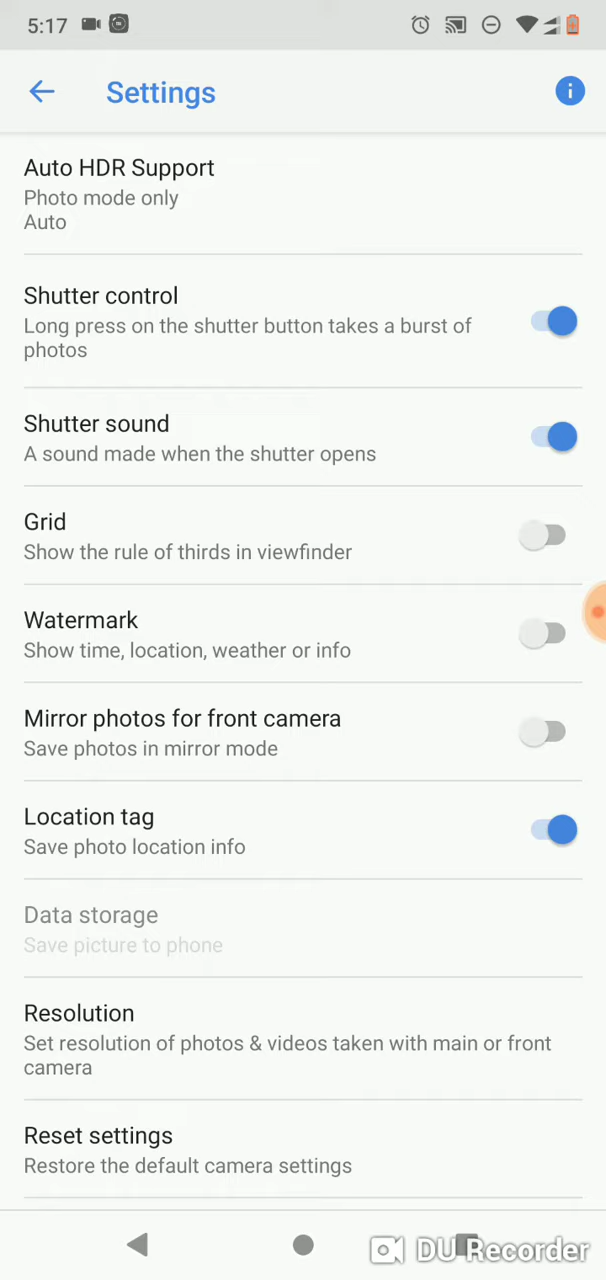 5:17
Settings
Auto HDR Support
Photo mode only
Auto
Shutter control
Long press on the shutter button takes a burst of
photos
Shutter sound
A sound made when the shutter opens
Grid
Show the rule of thirds in viewfinder
Watermark
Show time, location, weather or info
Mirror photos for front camera
Save photos in mirror mode
Location tag
Save photo location info
Data storage
Save picture to phone
Resolution
Set resolution of photos & videos taken with main or front
camera
Reset settings
Restore the default camera settings
DU Recorder